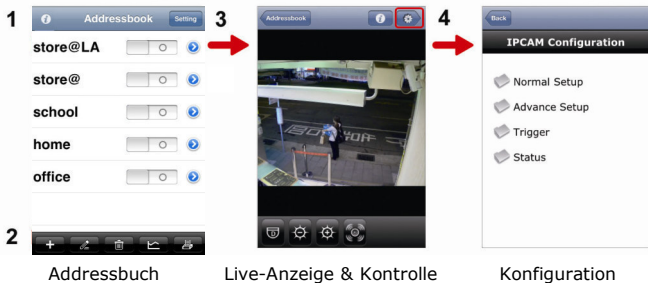 1
Addressbook
Setting
store@LA
store@
school
home
office
2
Addressbuch
3
Addressbook
Live-Anzeige & Kontrolle
4
Back
IPCAM Configuration
Normal Setup
Advance Setup
Trigger
Status
Konfiguration